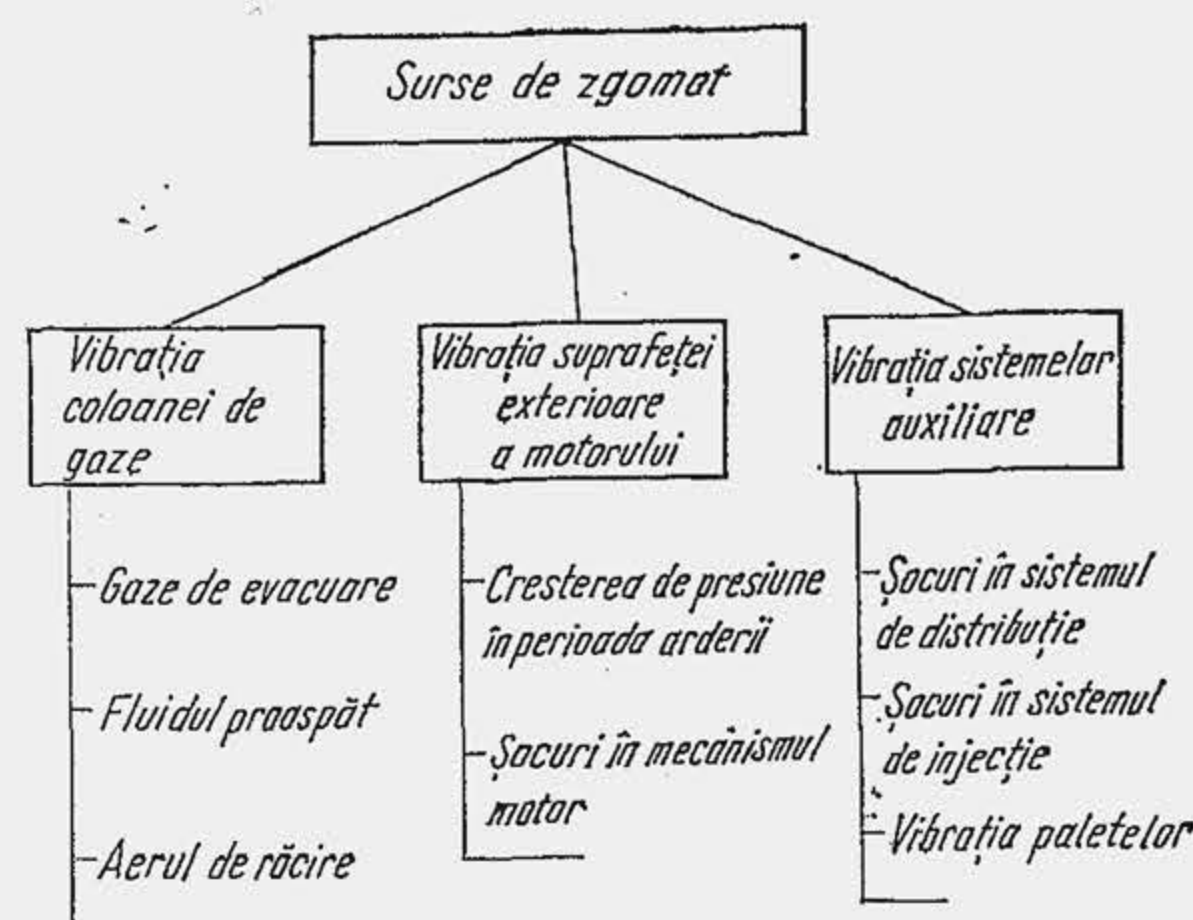 Surse de zgomot
Vibrația
coloanei de
gaze
Gaze de evacuare
Fluidul proaspăt
Aerul de răcire
Vibrația suprafeței
exterioare
a motorului
Cresterea de presiune
în perioada arderii
Șocuri în mecanismul
motor
Vibrația sistemelor
auxiliare
Șocuri în sistemul
de distribuție
Șocuri în sistemul
de injecție
Vibrația paletelor